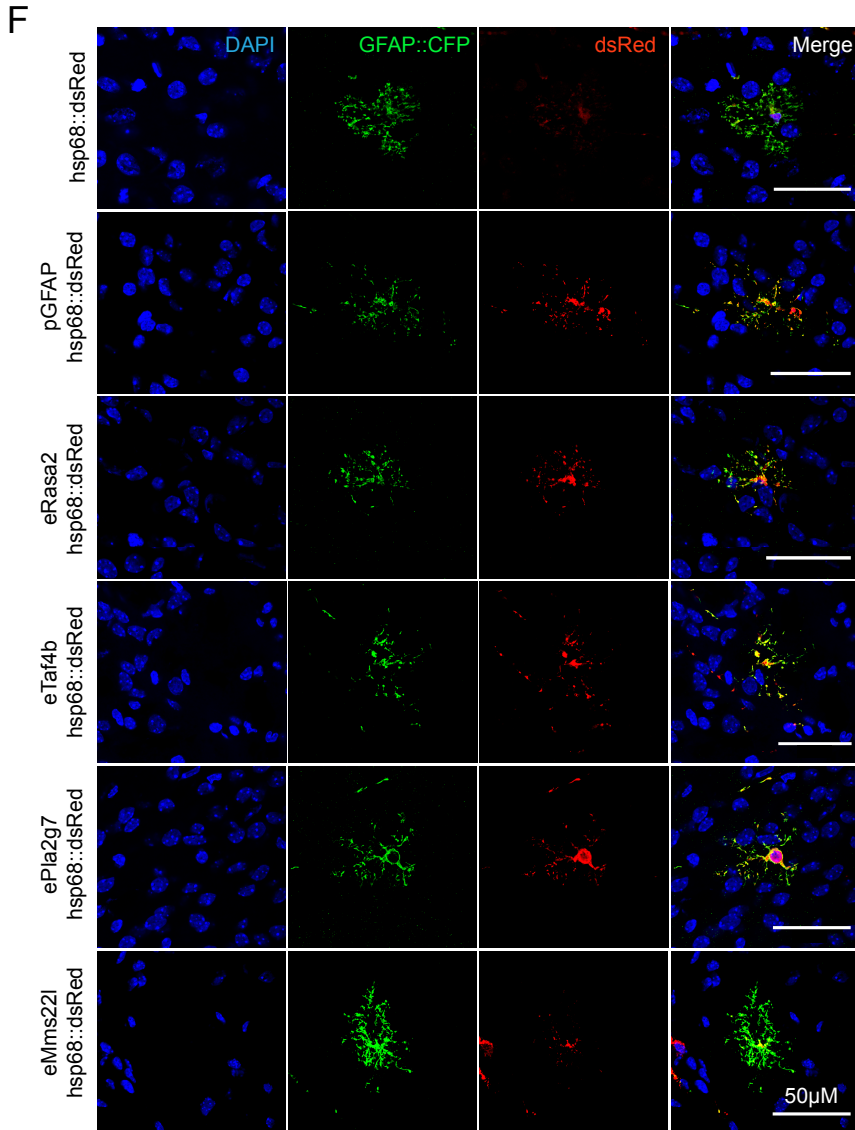 F
DAPI
GFAP::CFP
dsRed
Merge
hsp68::dsRed
pGFAP
hsp68::dsRed
eRasa2
hsp68::dsRed
eTaf4b
hsp68::dsRed
ePla2g7
hsp68::dsRed
eMms22l
hsp68::dsRed
50µM